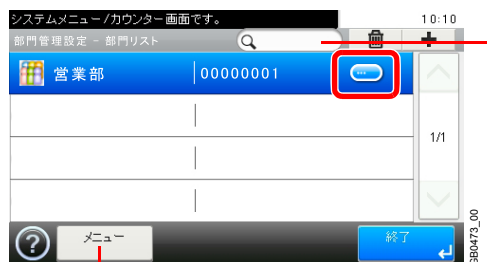 システムメニュー/カウンター画面です。 10:10
部門管理設定 - 部門リスト
営業部 00000001
1/1
? メニュー 終了
GB0473_00